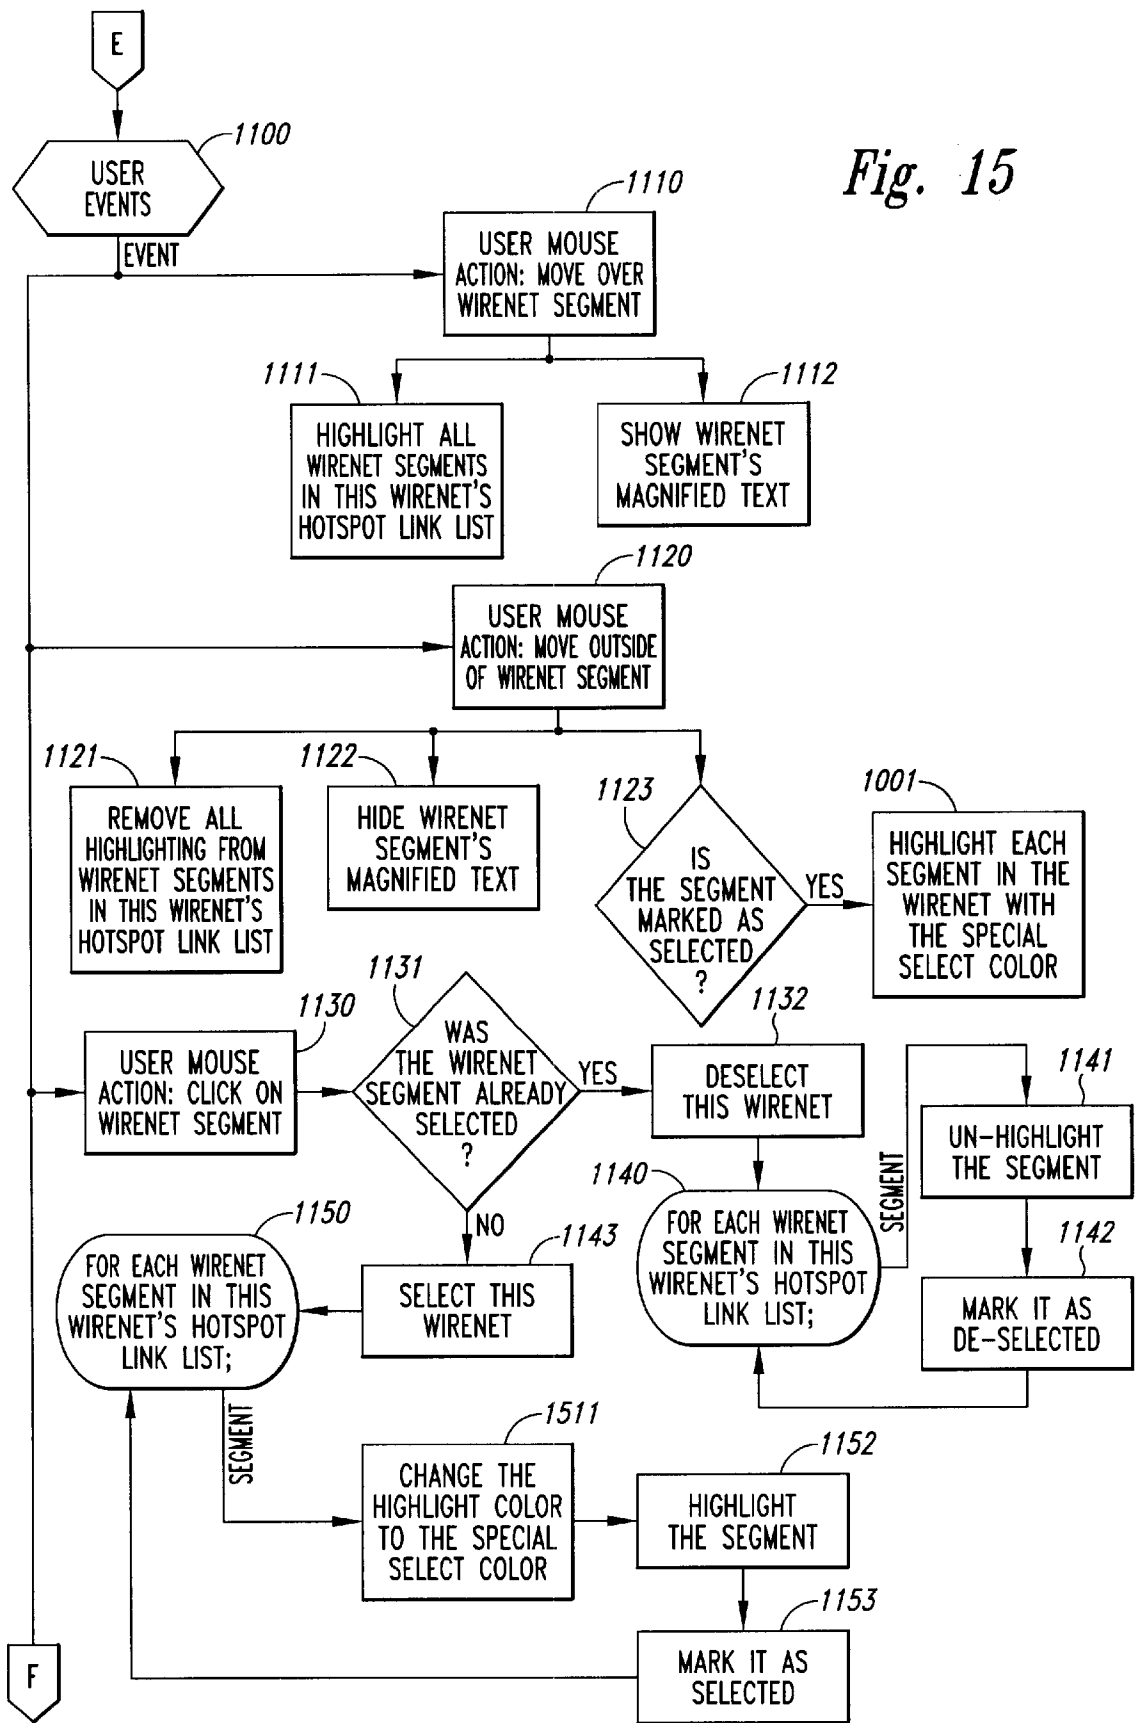 E
1100
USER
EVENTS
EVENT
Fig. 15
1110
USER MOUSE
ACTION: MOVE OVER
WIRENET SEGMENT
1111
HIGHLIGHT ALL
WIRENET SEGMENTS
IN THIS WIRENET'S
HOTSPOT LINK LIST
1112
SHOW WIRENET
SEGMENT'S
MAGNIFIED TEXT
1120
USER MOUSE
ACTION: MOVE OUTSIDE
OF WIRENET SEGMENT
1121
REMOVE ALL
HIGHLIGHTING FROM
WIRENET SEGMENTS
IN THIS WIRENET'S
HOTSPOT LINK LIST
1122
HIDE WIRENET
SEGMENT'S
MAGNIFIED TEXT
1123
IS
THE SEGMENT
MARKED AS
SELECTED
?
YES
1001
HIGHLIGHT EACH
SEGMENT IN THE
WIRENET WITH
THE SPECIAL
SELECT COLOR
1130
USER MOUSE
ACTION: CLICK ON
WIRENET SEGMENT
1131
WAS
THE WIRENET
SEGMENT ALREADY
SELECTED
?
YES
NO
1132
DESELECT
THIS WIRENET
1140
FOR EACH WIRENET
SEGMENT IN THIS
WIRENET'S HOTSPOT
LINK LIST;
SEGMENT
1141
UN-HIGHLIGHT
THE SEGMENT
1142
MARK IT AS
DE-SELECTED
1143
SELECT THIS
WIRENET
1150
FOR EACH WIRENET
SEGMENT IN THIS
WIRENET'S HOTSPOT
LINK LIST;
SEGMENT
1511
CHANGE THE
HIGHLIGHT COLOR
TO THE SPECIAL
SELECT COLOR
1152
HIGHLIGHT
THE SEGMENT
1153
MARK IT AS
SELECTED
F